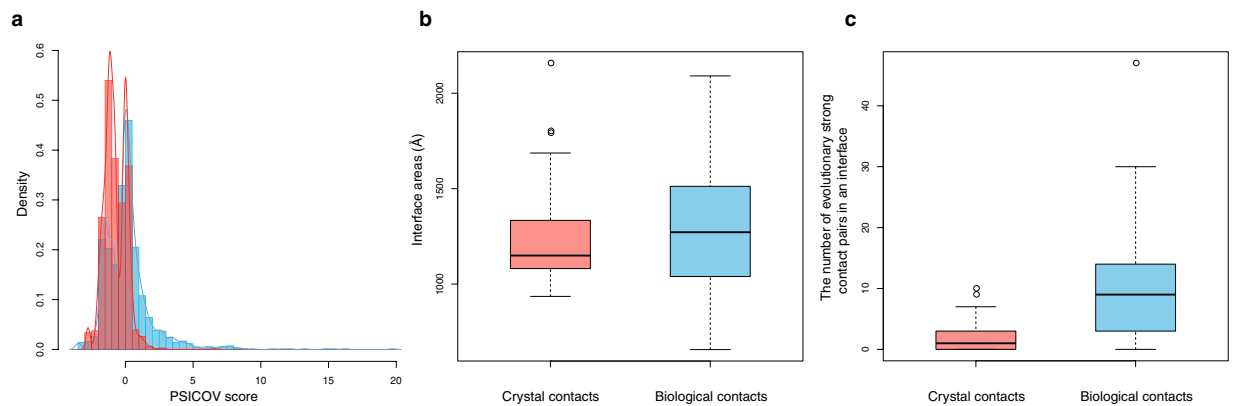 a
Density
0.0
0.1
0.2
0.3
0.4
0.5
0.6
0
5
10
15
20
PSICOV score
b
Interface areas (Å)
1000
1500
2000
Crystal contacts
Biological contacts
c
The number of evolutionary strong
contact pairs in an interface
0
10
20
30
40
Crystal contacts
Biological contacts